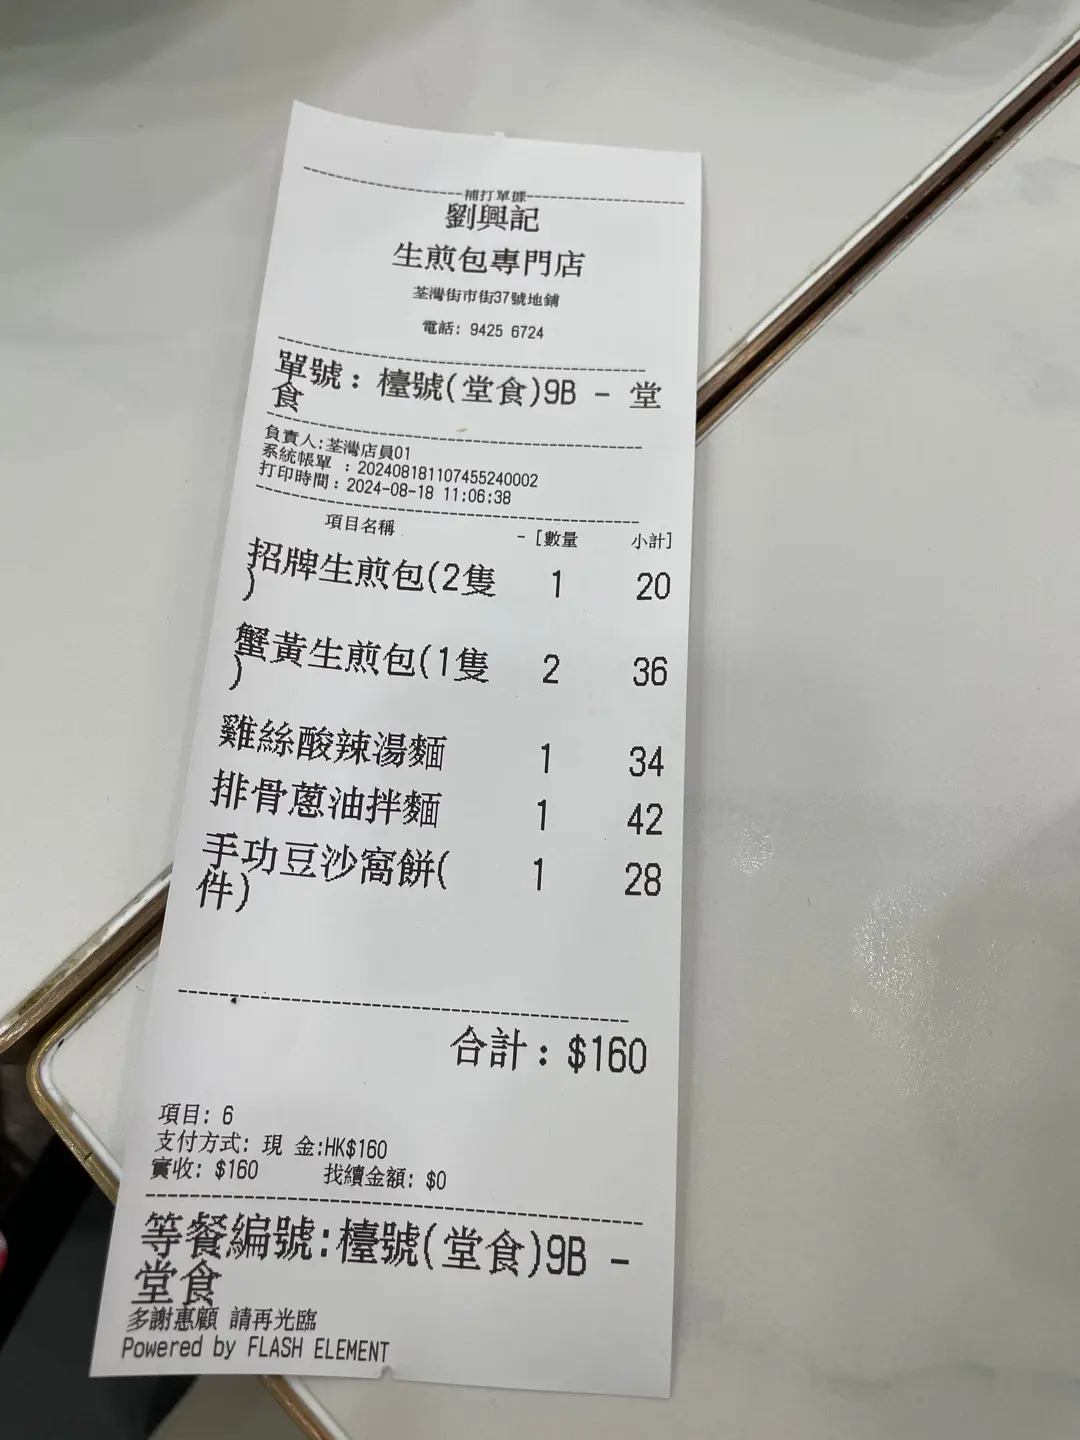 補打單據
劉興記
生煎包專門店
荃灣街市街37號地鋪
電話: 9425 6724
單號: 檯號(堂食)9B - 堂
食
負責人:荃灣店員01
系統帳單 : 2024081811074552​40002
打印時間: 2024-08-18 11:06:38
項目名稱 - [數量 小計]
招牌生煎包(2隻 1 20
)
蟹黃生煎包(1隻 2 36
)
雞絲酸辣湯麵 1 34
排骨蔥油拌麵 1 42
手功豆沙窩餅( 1 28
件)
合計: $160
項目: 6
支付方式: 現 金:HK$160
實收: $160 找續金額: $0
等餐編號:檯號(堂食)9B -
堂食
多謝惠顧 請再光臨
Powered by FLASH ELEMENT